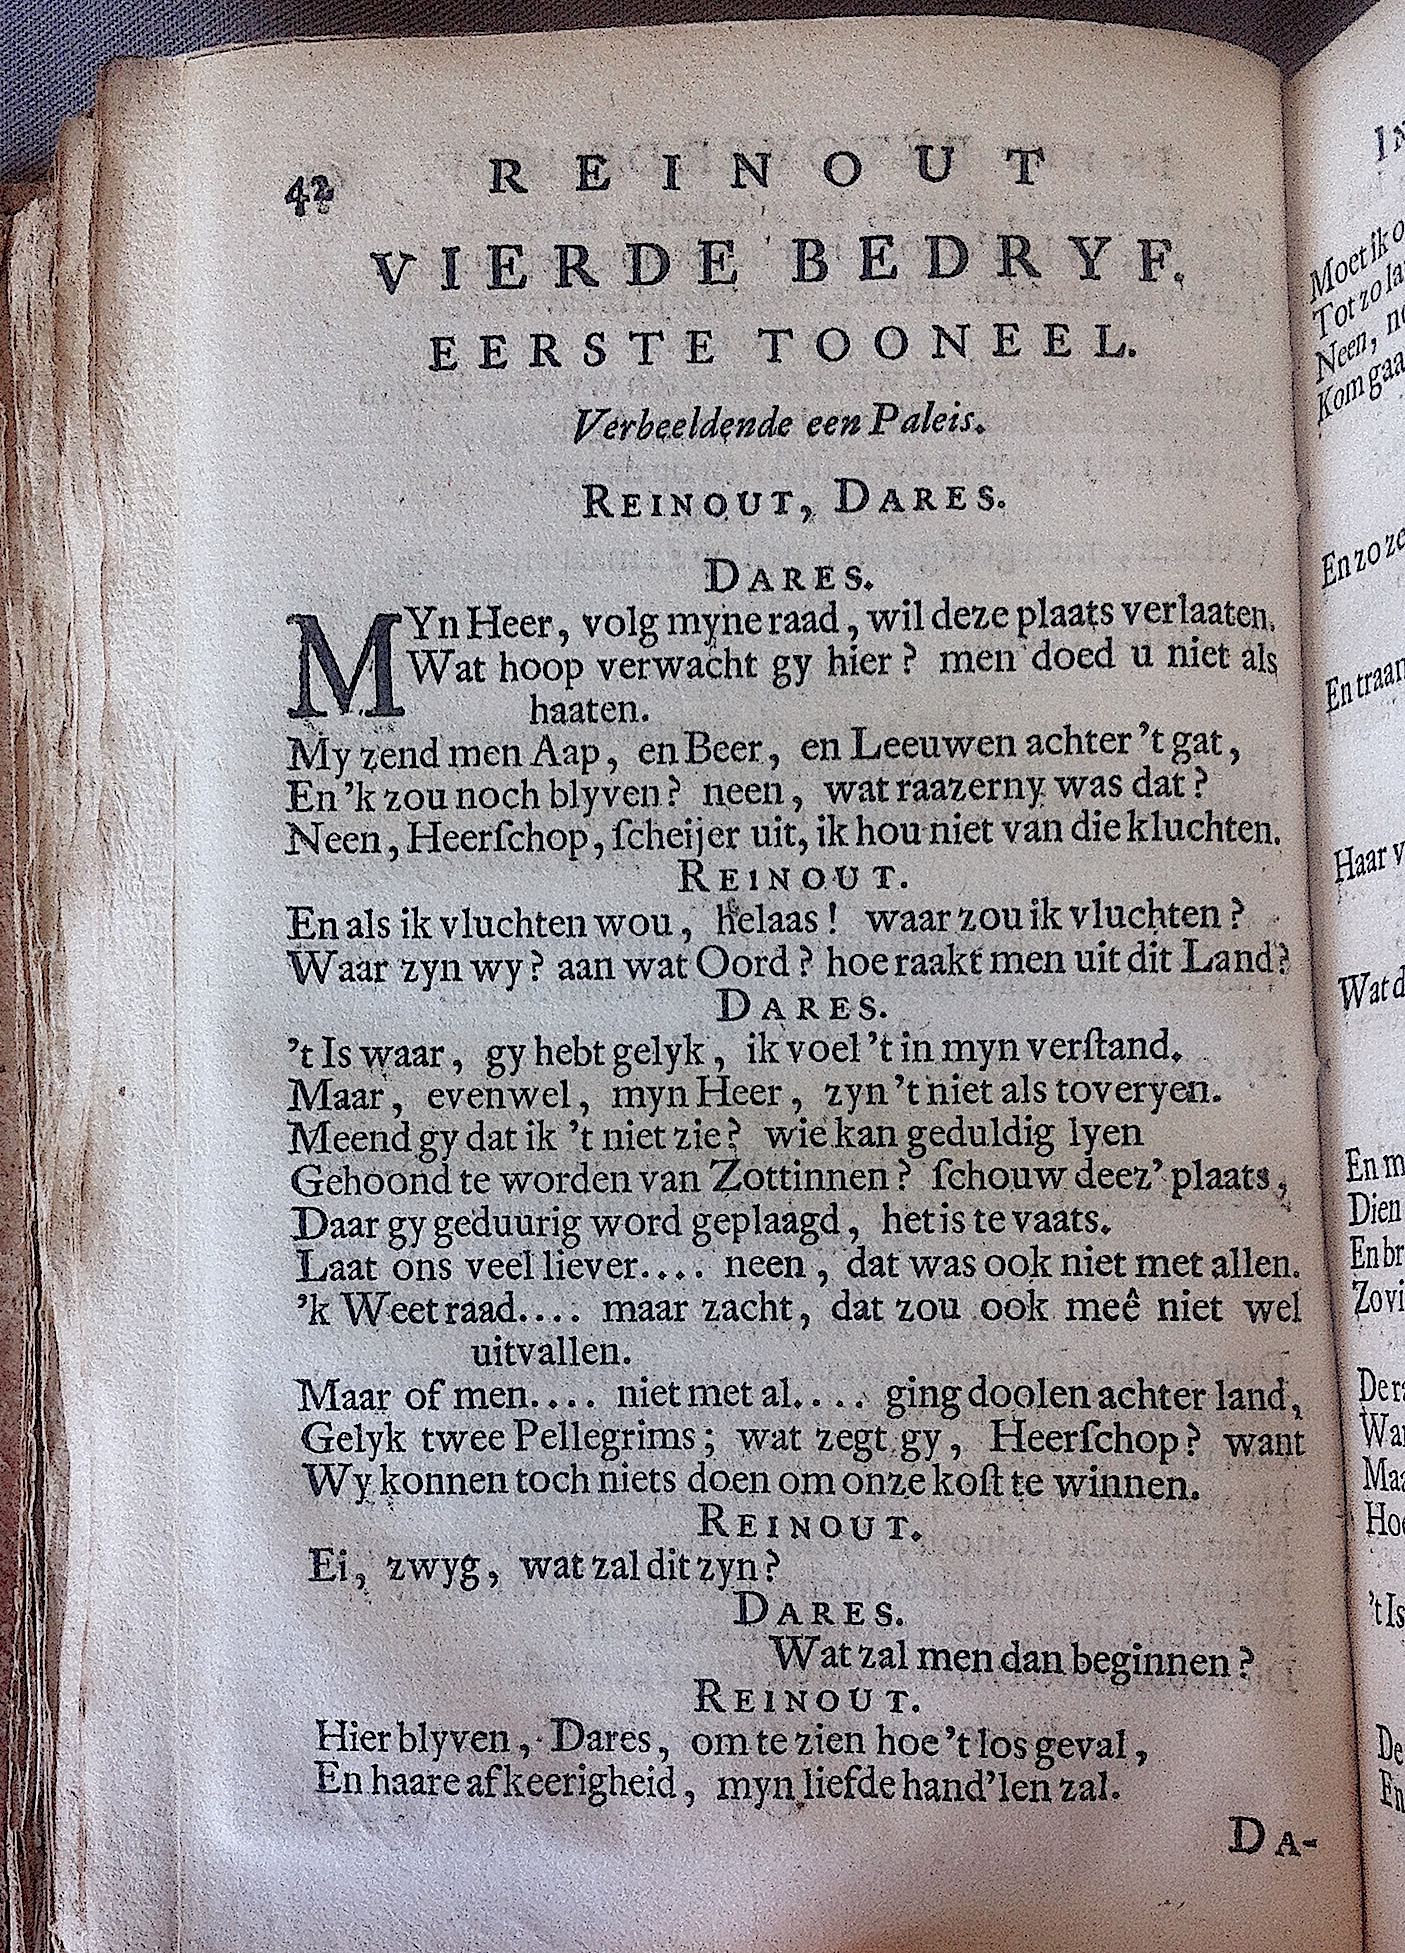 42 REINOUT
VIERDE BEDRYF.
EERSTE TOONEEL.
Verbeeldende een Paleis.
REINOUT, DARES.
DARES.
MYn Heer, volg myne raad, wil deze plaats verlaaten.
Wat hoop verwacht gy hier? men doed u niet als
haaten.
My zend men Aap, en Beer, en Leeuwen achter 't gat,
En 'k zou noch blyven? neen, wat raazerny was dat?
Neen, Heerſchop, ſcheijer uit, ik hou niet van die kluchten.
REINOUT.
En als ik vluchten wou, helaas! waar zou ik vluchten?
Waar zyn wy? aan wat Oord? hoe raakt men uit dit Land?
DARES.
't Is waar, gy hebt gelyk, ik voel 't in myn verſtand.
Maar, evenwel, myn Heer, zyn 't niet als toveryen.
Meend gy dat ik 't niet zie? wie kan geduldig lyen
Gehoond te worden van Zottinnen? ſchouw deez' plaats,
Daar gy geduurig word geplaagd, het is te vaats.
Laat ons veel liever.... neen, dat was ook niet met allen.
'k Weet raad.... maar zacht, dat zou ook meê niet wel
uitvallen.
Maar of men.... niet met al.... ging doolen achter land,
Gelyk twee Pellegrims; wat zegt gy, Heerſchop? want
Wy konnen toch niets doen om onze koſt te winnen.
REINOUT.
Ei, zwyg, wat zal dit zyn?
DARES.
Wat zal men dan beginnen?
REINOUT.
Hier blyven, Dares, om te zien hoe 't los geval,
En haare afkeerigheid, myn liefde hand'len zal.
DA-
Moet ik
Tot zo
Neen,
Kom
En zo
En
Haar
Wat
En
Dien
't Is